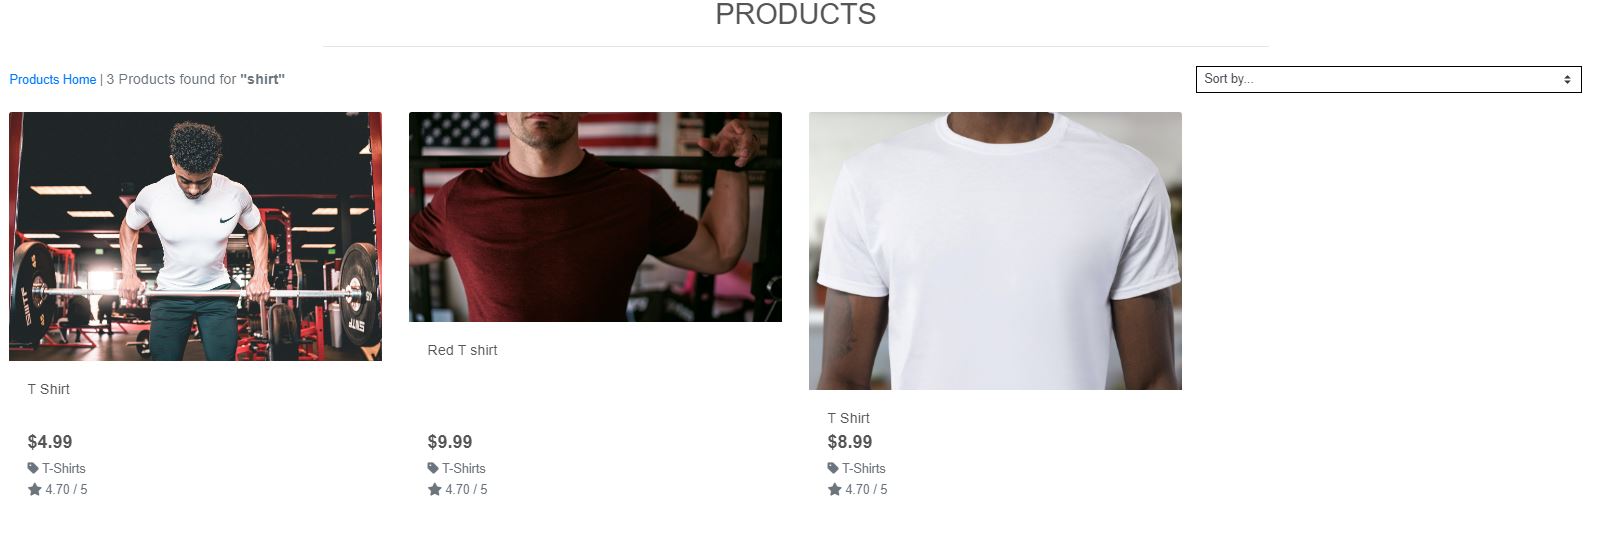 PRODUCTS
Products Home | 3 Products found for "shirt"
Sort by...
T Shirt
$4.99
T-Shirts
4.70 / 5
Red T shirt
$9.99
T-Shirts
4.70 / 5
T Shirt
$8.99
T-Shirts
4.70 / 5